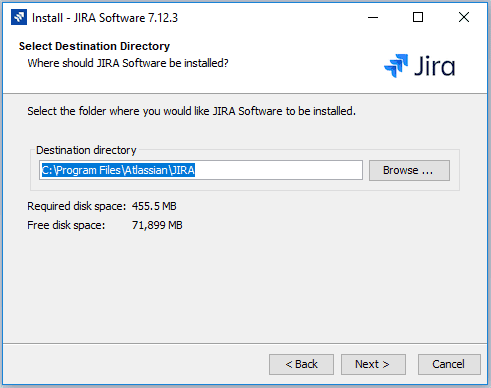 Install - JIRA Software 7.12.3
Select Destination Directory
Where should JIRA Software be installed?
Jira
Select the folder where you would like JIRA Software to be installed.
Destination directory
C:\Program Files\Atlassian\JIRA
Browse ...
Required disk space: 455.5 MB
Free disk space: 71,899 MB
< Back
Next >
Cancel